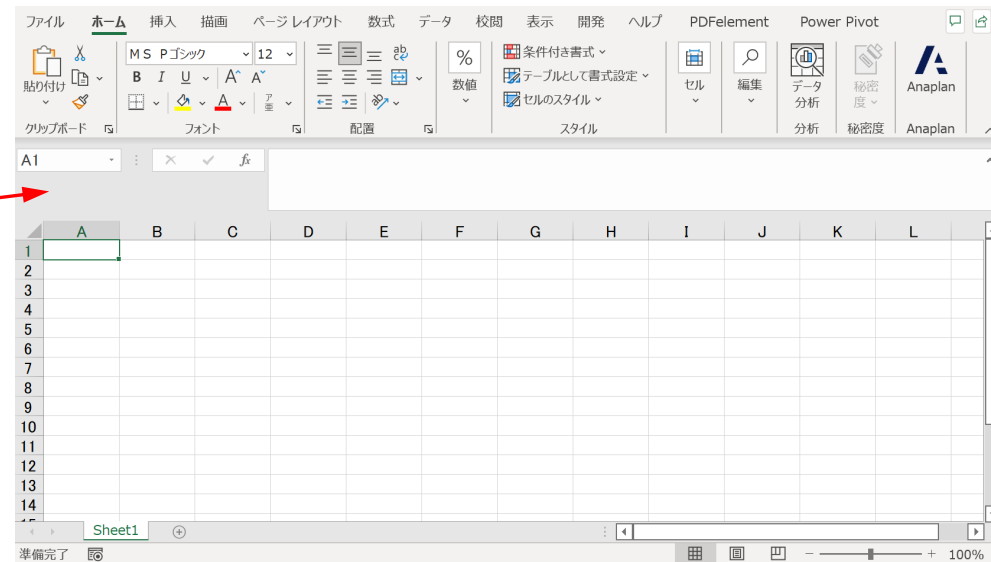 ファイル ホーム 挿入 描画 ページ レイアウト 数式 データ 校閲 表示 開発 ヘルプ PDFelement Power Pivot
貼り付け
MS Pゴシック 12
B I U A A
A
ア
亜
ab
%
数値
条件付き書式
テーブルとして書式設定
セルのスタイル
セル
編集
データ
分析
秘密
度
Anaplan
クリップボード フォント 配置 スタイル 分析 秘密度 Anaplan
A1 fx
A B C D E F G H I J K L
1
2
3
4
5
6
7
8
9
10
11
12
13
14
Sheet1
準備完了 100%